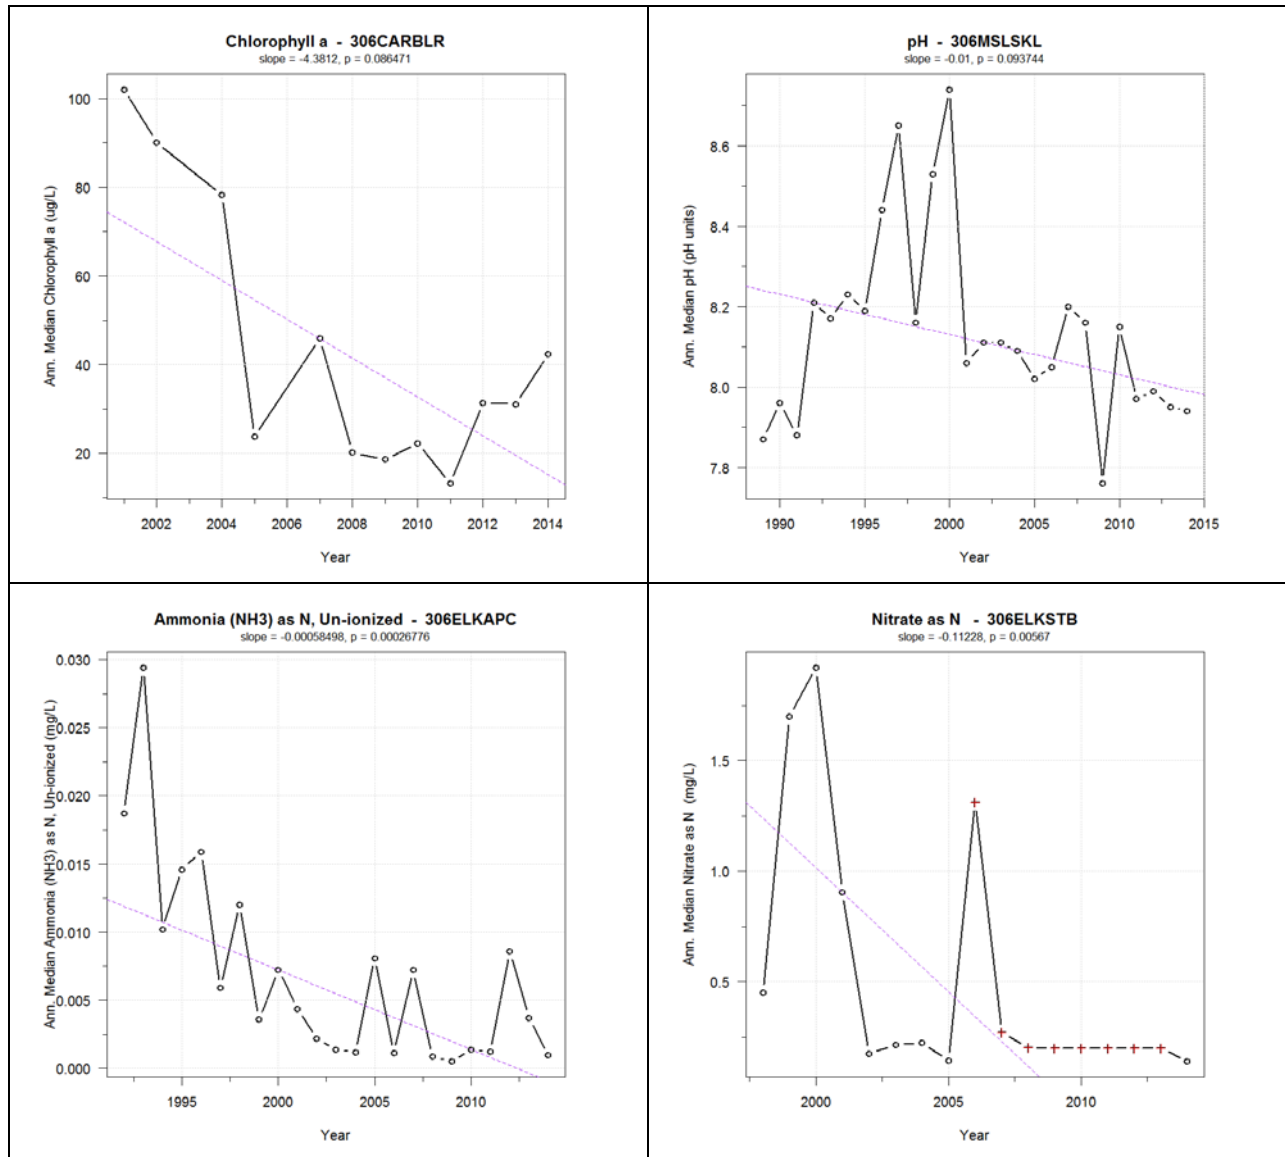 Chlorophyll a - 306CARBLR
slope = -4.3812, p = 0.086471
Ann. Median Chlorophyll a (ug/L)
100
80
60
40
20
2002 2004 2006 2008 2010 2012 2014
Year
pH - 306MSLSKL
slope = -0.01, p = 0.093744
Ann. Median pH (pH units)
8.6
8.4
8.2
8.0
7.8
1990 1995 2000 2005 2010 2015
Year
Ammonia (NH3) as N, Un-ionized - 306ELKAPC
slope = -0.00058498, p = 0.00026776
Ann. Median Ammonia (NH3) as N, Un-ionized (mg/L)
0.030
0.025
0.020
0.015
0.010
0.005
0.000
1995 2000 2005 2010
Year
Nitrate as N - 306ELKSTB
slope = -0.11228, p = 0.00567
Ann. Median Nitrate as N (mg/L)
1.5
1.0
0.5
2000 2005 2010
Year